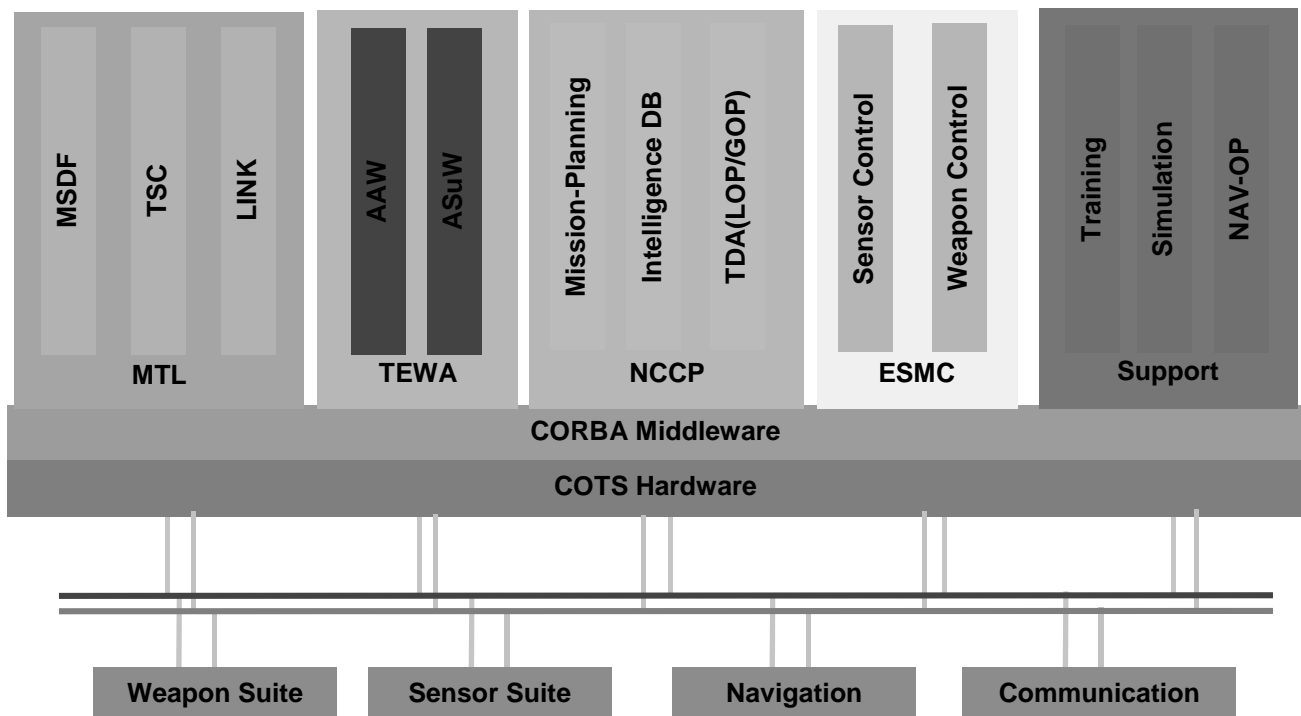 MSDF
TSC
LINK
MTL
AAW
ASuW
TEWA
Mission-Planning
Intelligence DB
TDA(LOP/GOP)
NCCP
Sensor Control
Weapon Control
ESMC
Training
Simulation
NAV-OP
Support
CORBA Middleware
COTS Hardware
Weapon Suite
Sensor Suite
Navigation
Communication